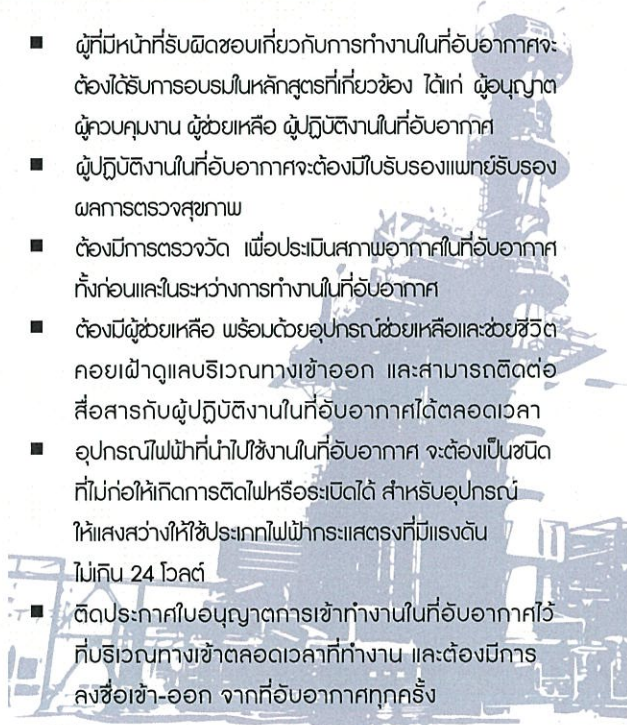 ▪ ผู้ที่มีหน้าที่รับผิดชอบเกี่ยวกับการทำงานในที่อับอากาศจะ
ต้องได้รับการอบรมในหลักสูตรที่เกี่ยวข้อง ได้แก่ ผู้อนุญาต
ผู้ควบคุมงาน ผู้ช่วยเหลือ ผู้ปฏิบัติงานในที่อับอากาศ
▪ ผู้ปฏิบัติงานในที่อับอากาศจะต้องมีใบรับรองแพทย์รับรอง
ผลการตรวจสุขภาพ
▪ ต้องมีการตรวจวัด เพื่อประเมินสภาพอากาศในที่อับอากาศ
ทั้งก่อนและในระหว่างการทำงานในที่อับอากาศ
▪ ต้องมีผู้ช่วยเหลือ พร้อมด้วยอุปกรณ์ช่วยเหลือและช่วยชีวิต
คอยเฝ้าดูแลบริเวณทางเข้าออก และสามารถติดต่อ
สื่อสารกับผู้ปฏิบัติงานในที่อับอากาศได้ตลอดเวลา
▪ อุปกรณ์ไฟฟ้าที่นำไปใช้งานในที่อับอากาศ จะต้องเป็นชนิด
ที่ไม่ก่อให้เกิดการติดไฟหรือระเบิดได้ สำหรับอุปกรณ์
ให้แสงสว่างให้ใช้ประเภทไฟฟ้ากระแสตรงที่มีแรงดัน
ไม่เกิน 24 โวลต์
▪ ติดประกาศใบอนุญาตการเข้าทำงานในที่อับอากาศไว้
ที่บริเวณทางเข้าตลอดเวลาที่ทำงาน และต้องมีการ
ลงชื่อเข้า-ออก จากที่อับอากาศทุกครั้ง